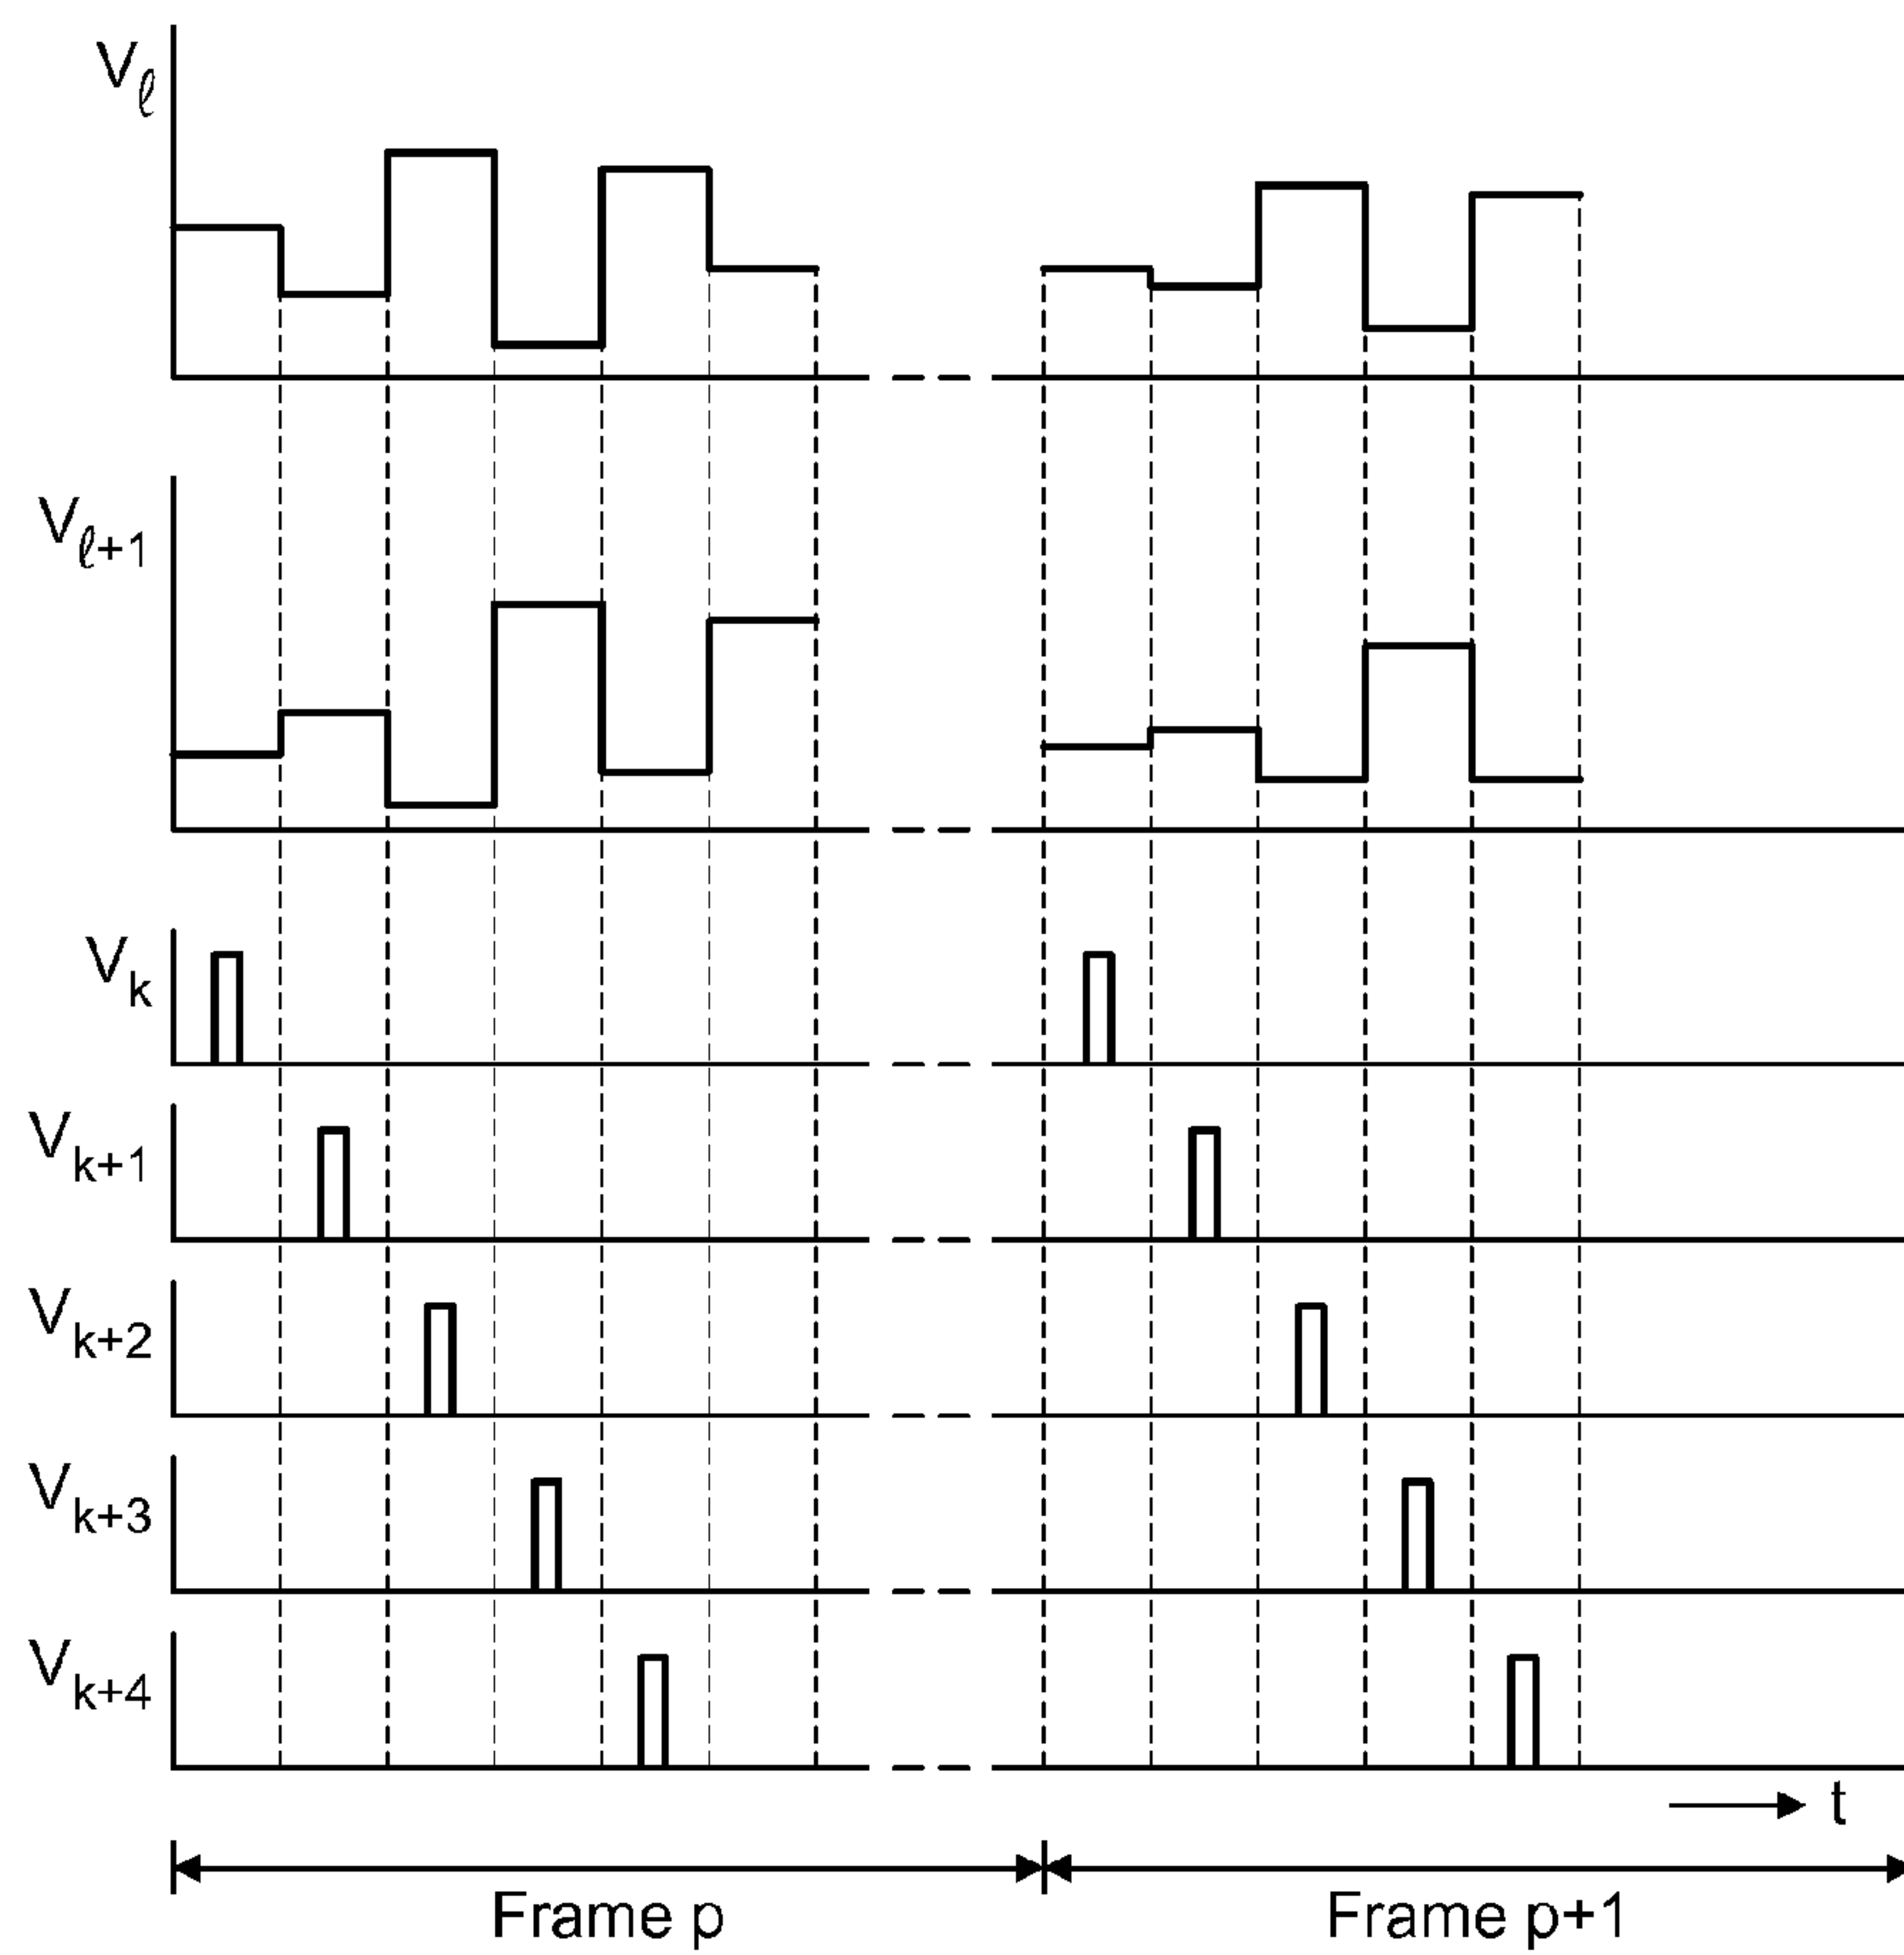 Vℓ
Vℓ+1
Vk
Vk+1
Vk+2
Vk+3
Vk+4
t
Frame p
Frame p+1